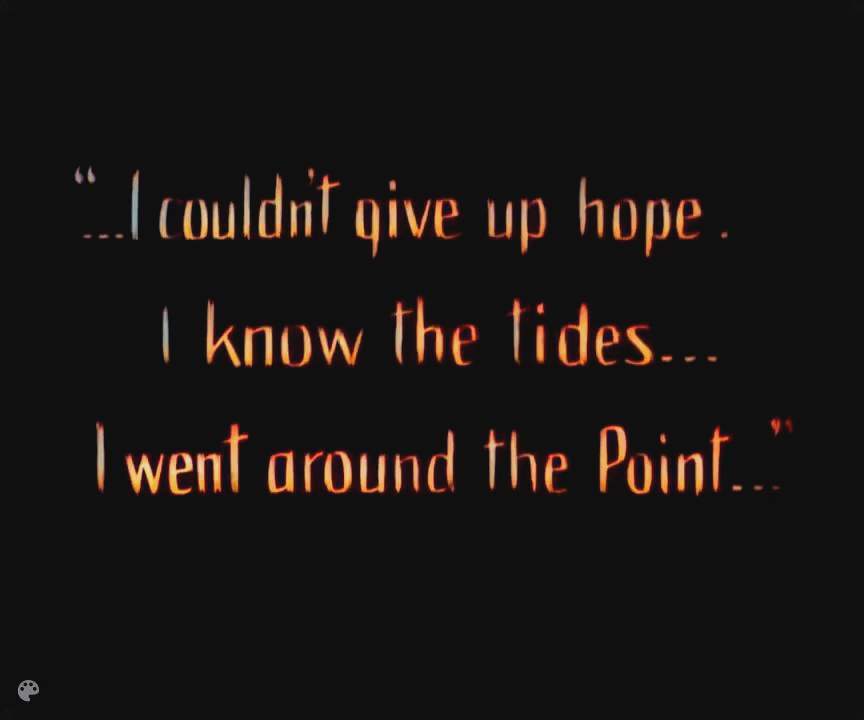 “...I couldn't give up hope.
I know the tides...
I went around the Point...”